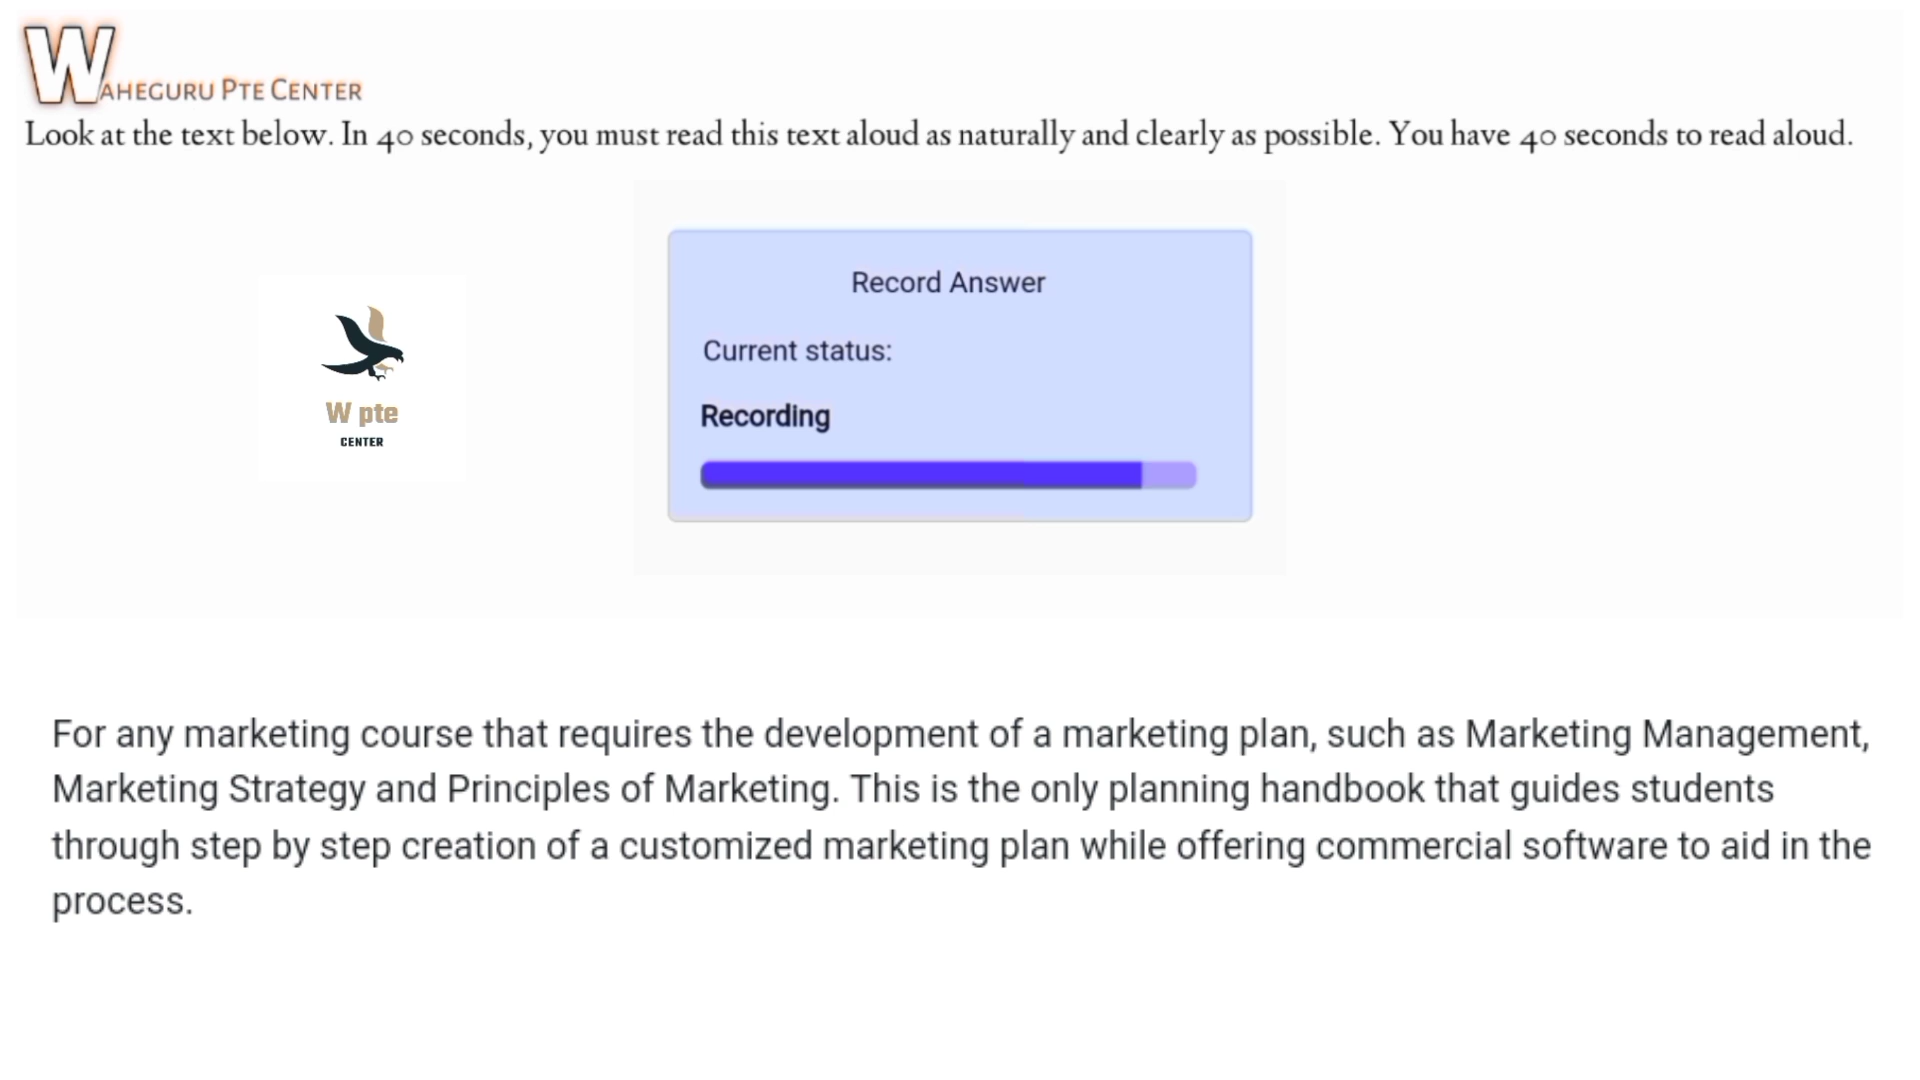 WAHEGURU PTE CENTER
Look at the text below. In 40 seconds, you must read this text aloud as naturally and clearly as possible. You have 40 seconds to read aloud.
Record Answer
Current status:
Recording
W pte
CENTER
For any marketing course that requires the development of a marketing plan, such as Marketing Management,
Marketing Strategy and Principles of Marketing. This is the only planning handbook that guides students
through step by step creation of a customized marketing plan while offering commercial software to aid in the
process.